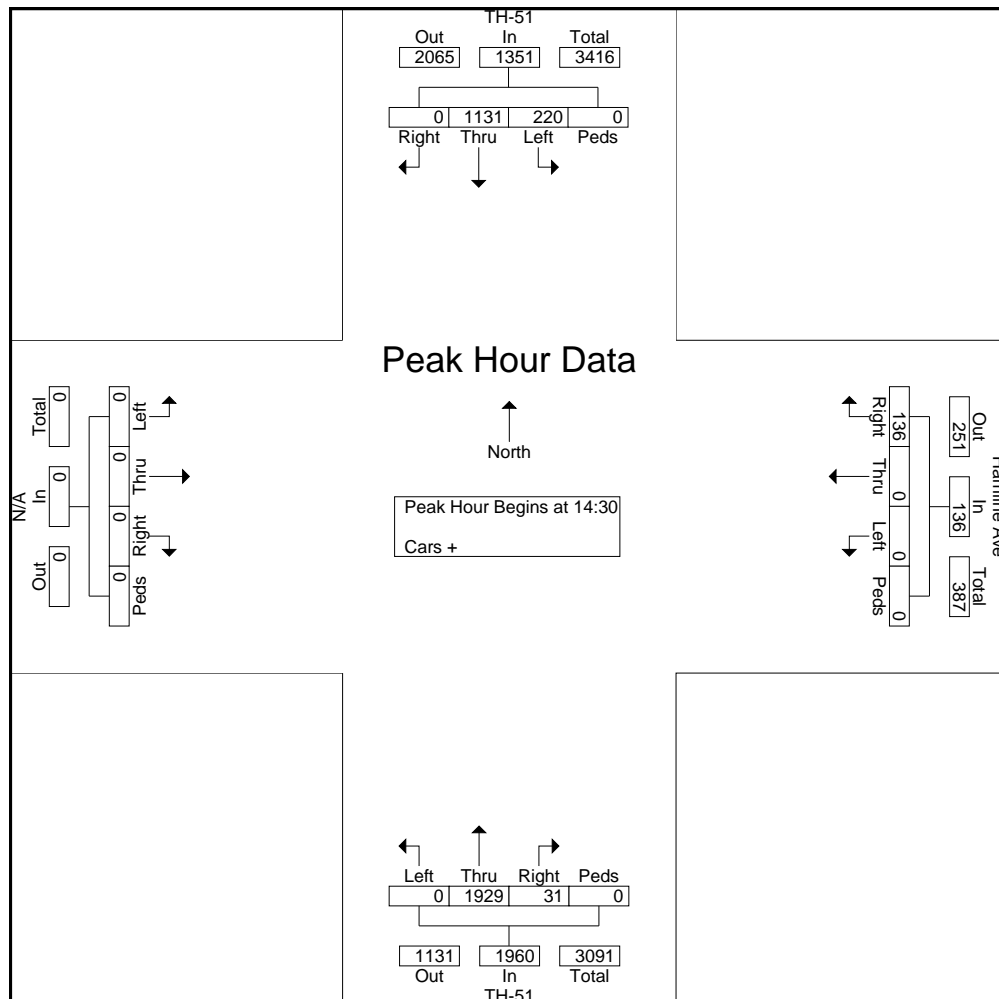 TH-51
Out In Total
2065 1351 3416
0 1131 220 0
Right Thru Left Peds
Peak Hour Data
North
Peak Hour Begins at 14:30
Cars +
N/A
Total In Out
0 0 0
0 0 0 0
Left Thru Right Peds
Right Thru Left Peds
136 0 0 0
Out In Total
251 136 387
Hamline Ave
Left Thru Right Peds
0 1929 31 0
1131 1960 3091
Out In Total
TH-51